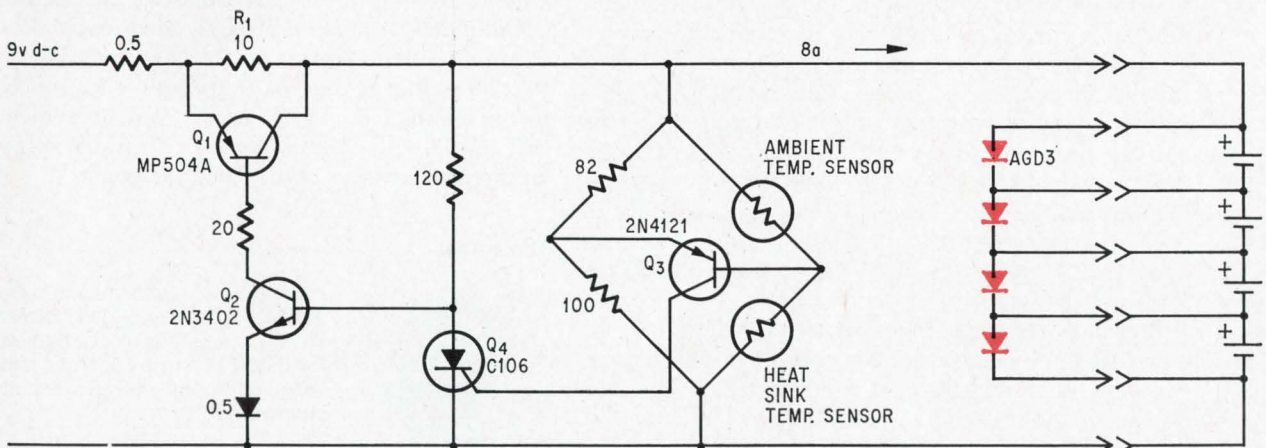 9v d-c
0.5
R1
10
8a
Q1
MP504A
120
82
AMBIENT
TEMP. SENSOR
AGD3
+
20
2N4121
Q3
+
Q2
2N3402
100
+
Q4
C106
+
0.5
HEAT
SINK
TEMP. SENSOR